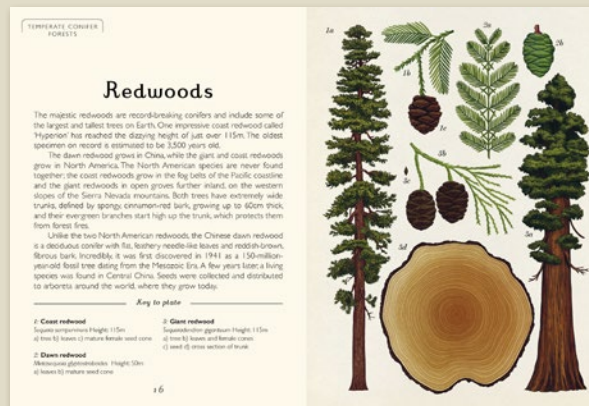 TEMPERATE CONIFER
FORESTS
Redwoods
The majestic redwoods are record-breaking conifers and include some of
the largest and tallest trees on Earth. One impressive coast redwood called
'Hyperion' has reached the dizzying height of just over 115m. The oldest
specimen on record is estimated to be 3,500 years old.
The dawn redwood grows in China, while the giant and coast redwoods
grow in North America. The North American species are never found
together; the coast redwoods grow in the fog belts of the Pacific coastline
and the giant redwoods in open groves further inland, on the western
slopes of the Sierra Nevada mountains. Both trees have extremely wide
trunks, defined by spongy, cinnamon-red bark, growing up to 60cm thick,
and their evergreen branches start high up the trunk, which protects them
from forest fires.
Unlike the two North American redwoods, the Chinese dawn redwood
is a deciduous conifer with flat, feathery needle-like leaves and reddish-brown,
fibrous bark. Incredibly, it was first discovered in 1941 as a 150-million-
year-old fossil tree dating from the Mesozoic Era. A few years later, a living
species was found in Central China. Seeds were collected and distributed
to arboreta around the world, where they grow today.
Key to plate
1: Coast redwood
Sequoia sempervirens Height: 115m
a) tree b) leaves c) mature female seed cone
2: Dawn redwood
Metasequoia glyptostroboides Height: 50m
a) leaves b) mature seed cone
3: Giant redwood
Sequoiadendron giganteum Height: 115m
a) tree b) leaves and female cones
c) seed d) cross section of trunk
16
1a
1b
1c
2a
2b
3b
3c
3d
3a